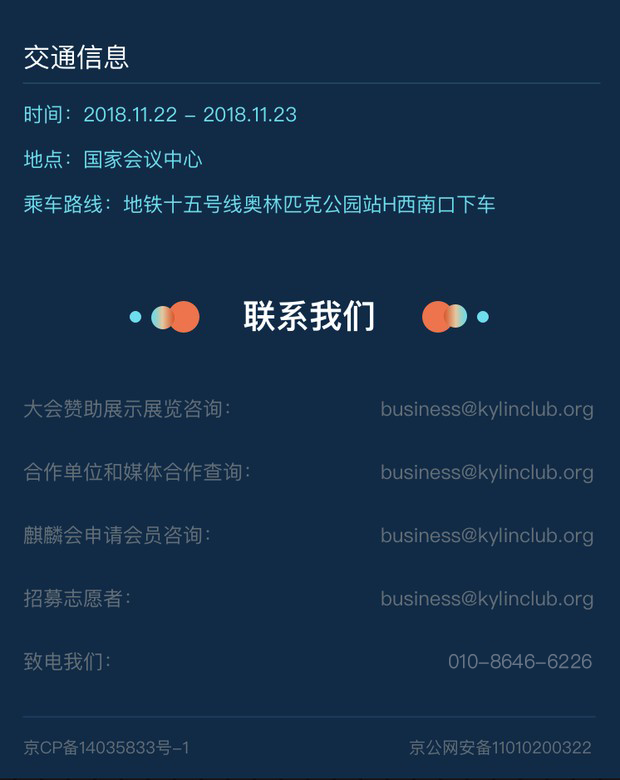 交通信息
时间：2018.11.22 – 2018.11.23
地点：国家会议中心
乘车路线：地铁十五号线奥林匹克公园站H西南口下车
联系我们
大会赞助展示展览咨询： business@kylinclub.org
合作单位和媒体合作查询： business@kylinclub.org
麒麟会申请会员咨询： business@kylinclub.org
招募志愿者： business@kylinclub.org
致电我们： 010–8646–6226
京CP备14035833号–1 京公网安备11010200322